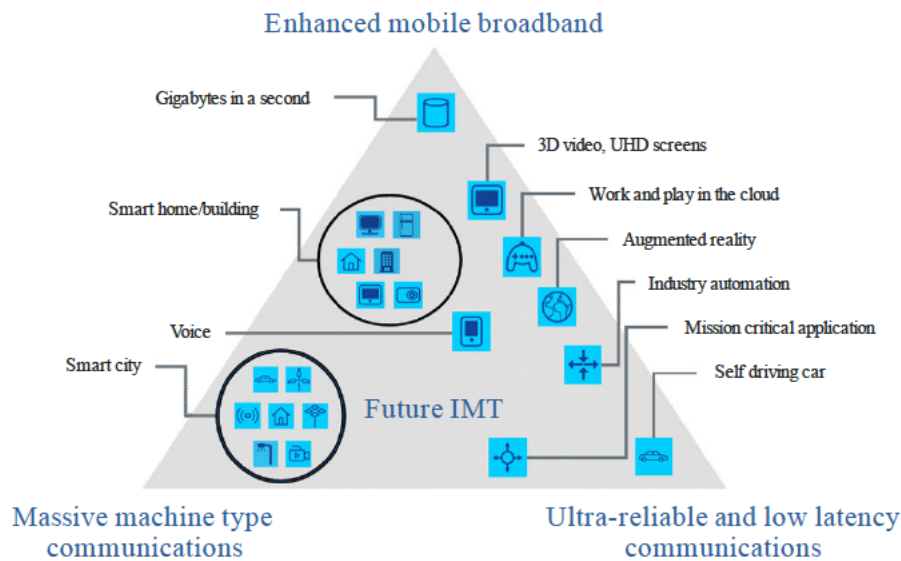 Enhanced mobile broadband
Gigabytes in a second
3D video, UHD screens
Work and play in the cloud
Smart home/building
Augmented reality
Industry automation
Voice
Mission critical application
Smart city
Self driving car
Future IMT
Massive machine type
communications
Ultra-reliable and low latency
communications